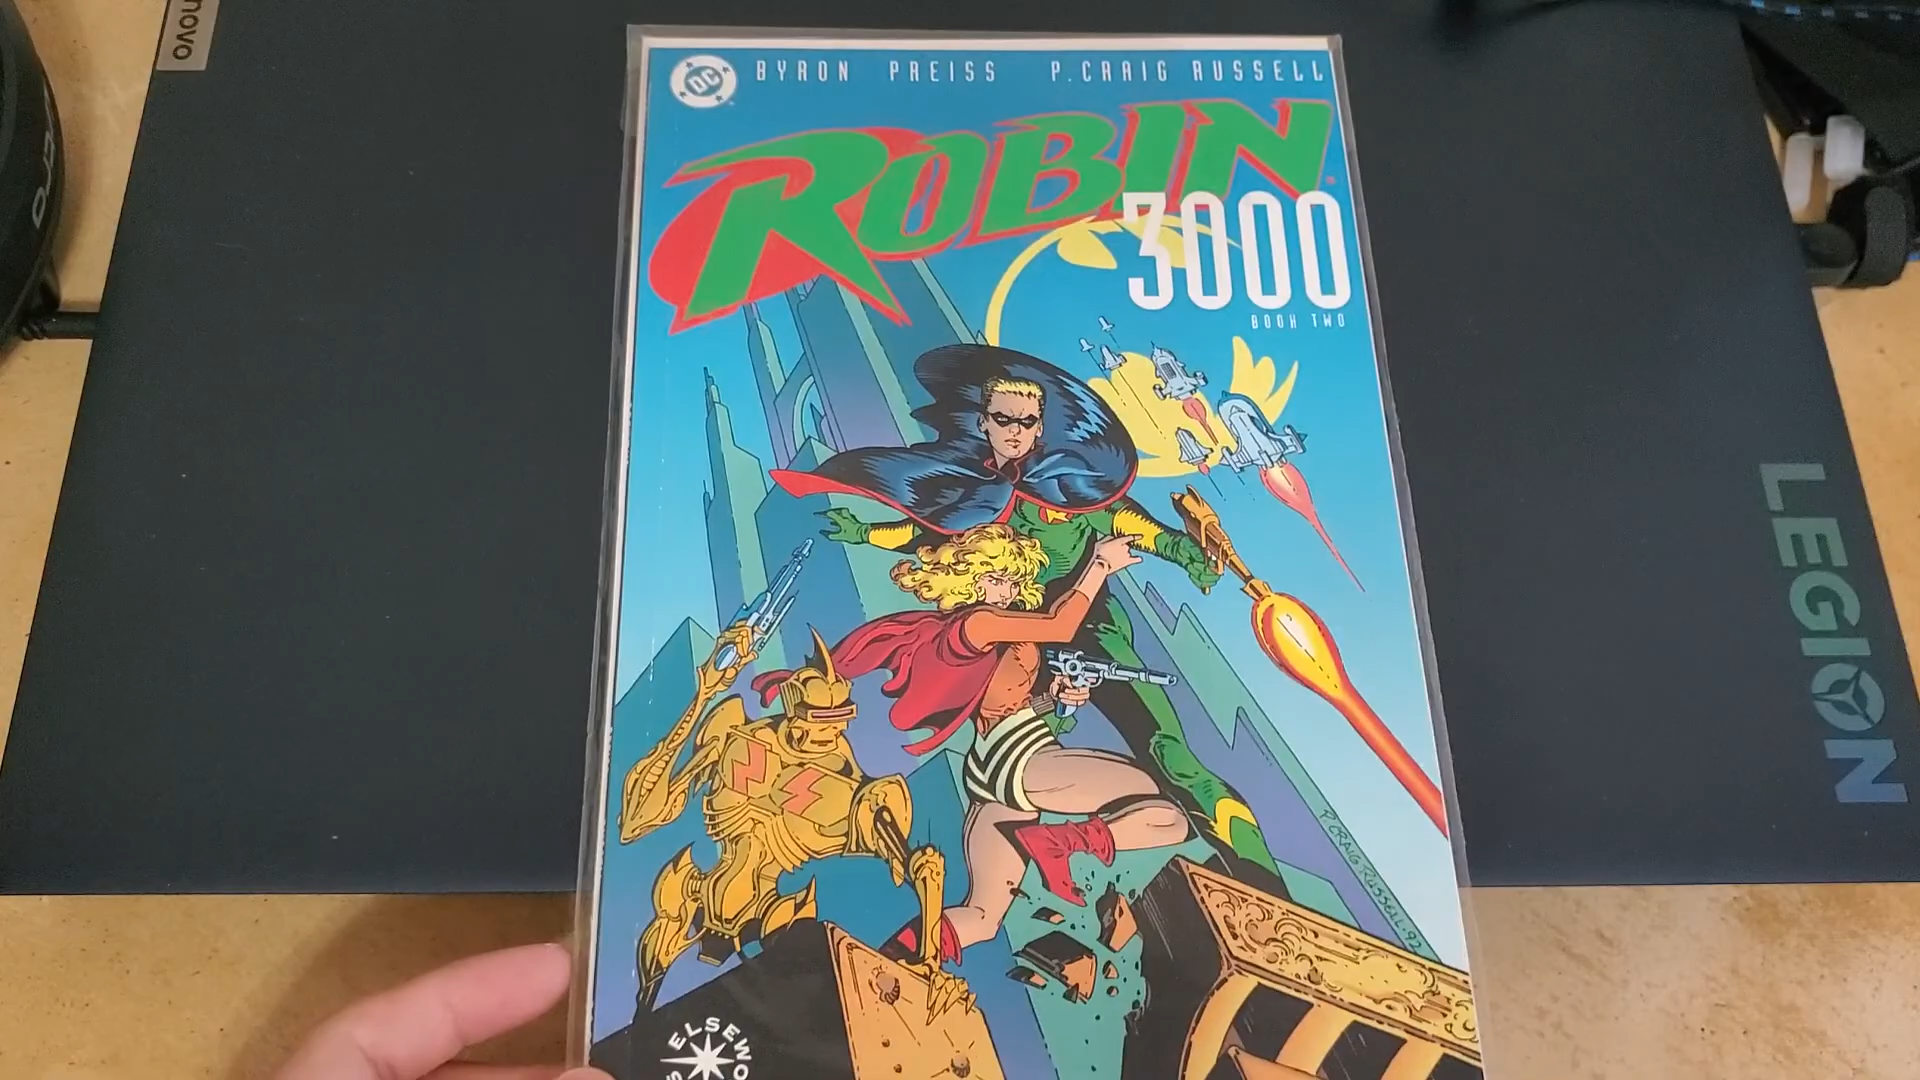 novo
DC
BYRON PREISS P. CRAIG RUSSELL
ROBIN
3000
BOOK TWO
LEGION
P. CRAIG RUSSELL · 92
ELSEWO
S